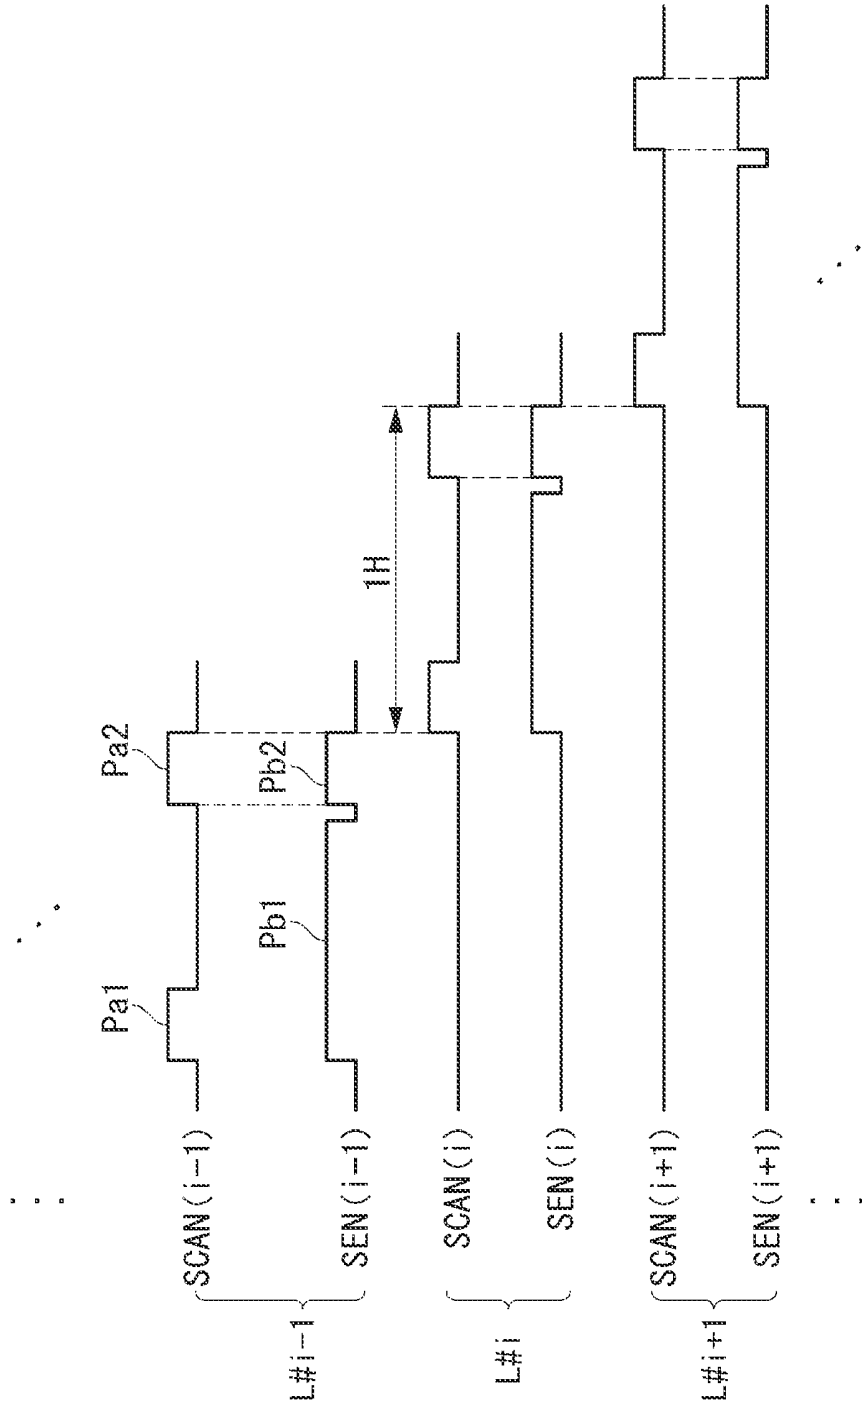 Pa1
Pa2
SCAN(i-1)
Pb1
Pb2
SEN(i-1)
L#i-1
1H
SCAN(i)
SEN(i)
L#i
SCAN(i+1)
SEN(i+1)
L#i+1